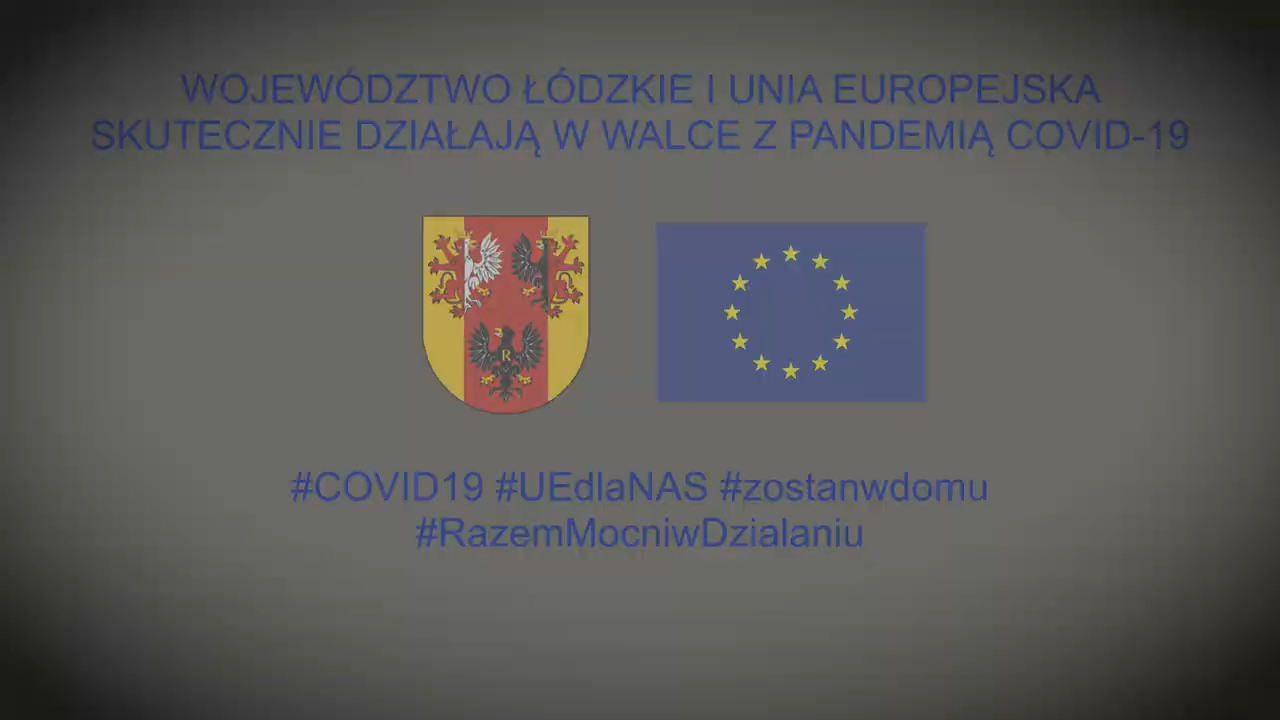 WOJEWÓDZTWO ŁÓDZKIE I UNIA EUROPEJSKA
SKUTECZNIE DZIAŁAJĄ W WALCE Z PANDEMIĄ COVID-19
R
#COVID19 #UEdlaNAS #zostanwdomu
#RazemMocniwDzialaniu